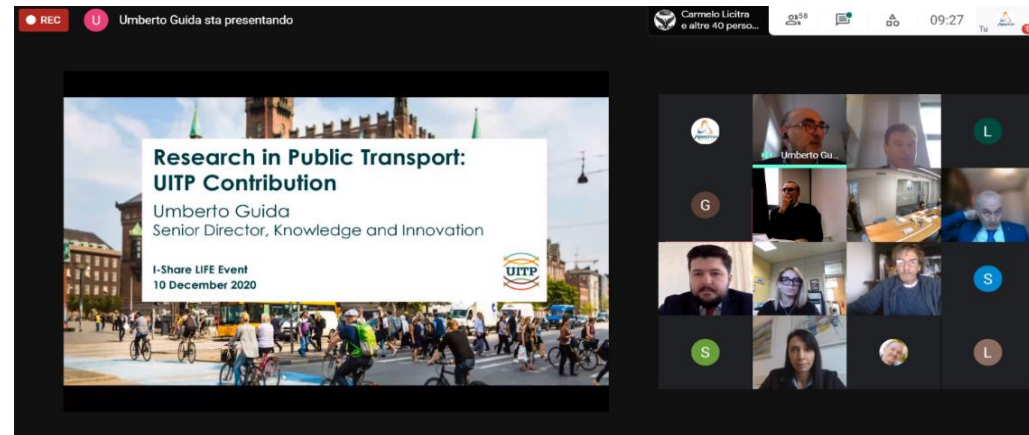 REC
U
Umberto Guida sta presentando
Carmelo Licitra
e altre 40 perso...
58
09:27
Tu
Research in Public Transport:
UITP Contribution
Umberto Guida
Senior Director, Knowledge and Innovation
I-Share LIFE Event
10 December 2020
UITP
Umberto Gu...
L
G
S
S
L